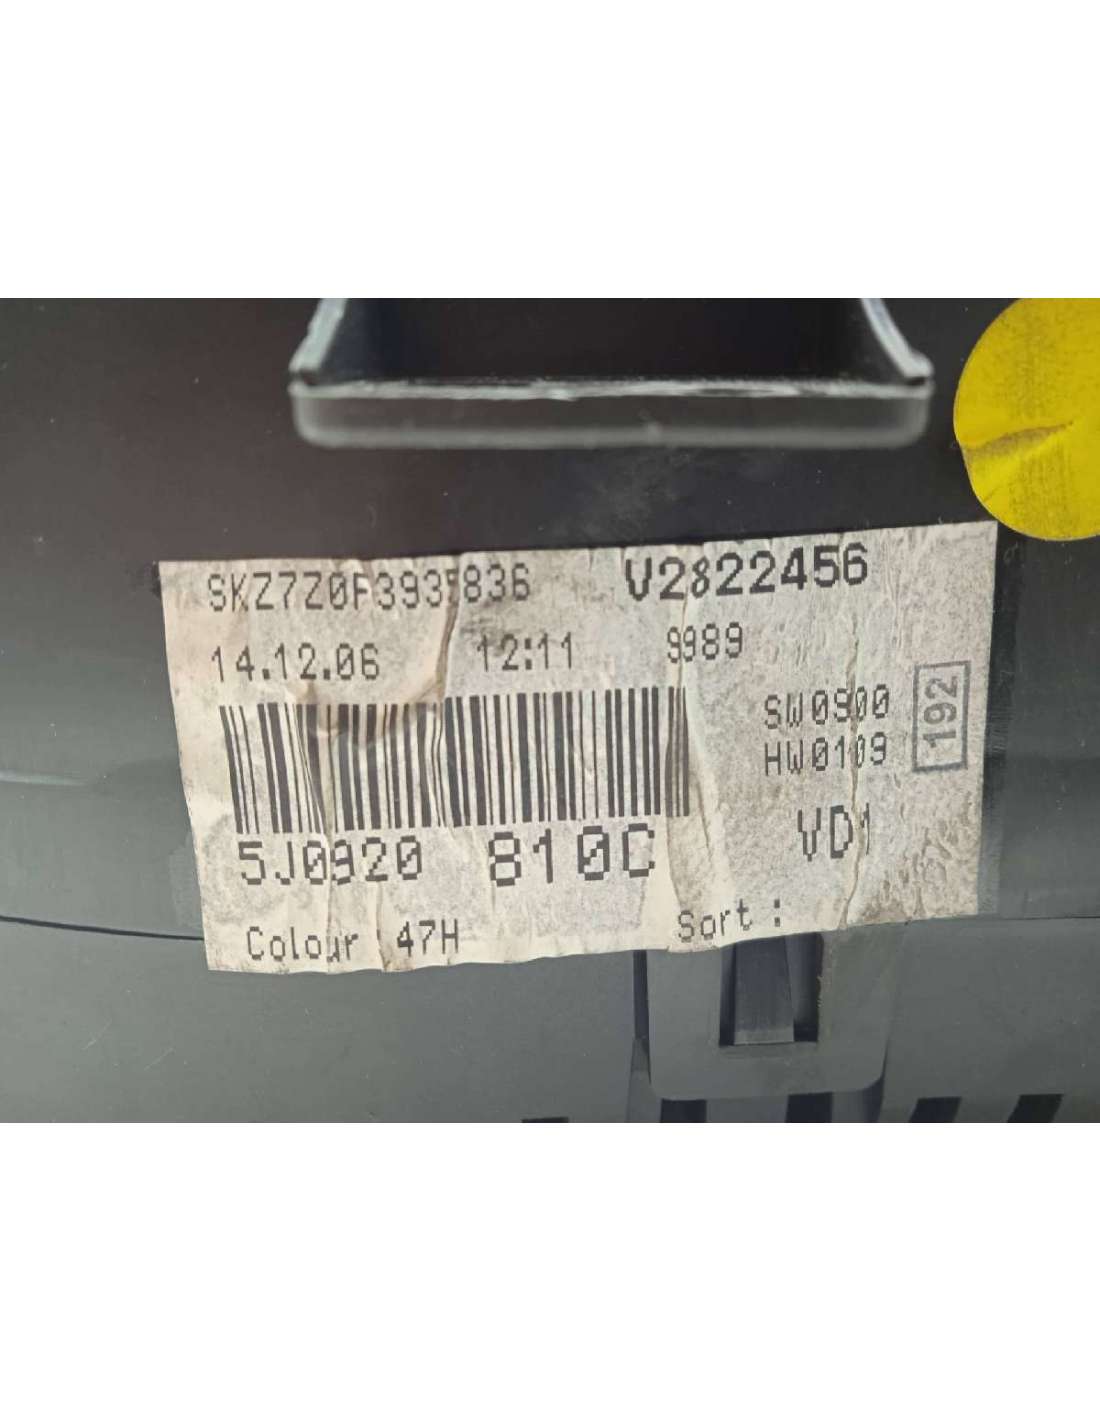 SKZ7Z0F3935836 V2822456
14.12.06 12:11 9989
SW0900
HW0109
192
5J0920 810C VD1
Colour : 47H Sort :